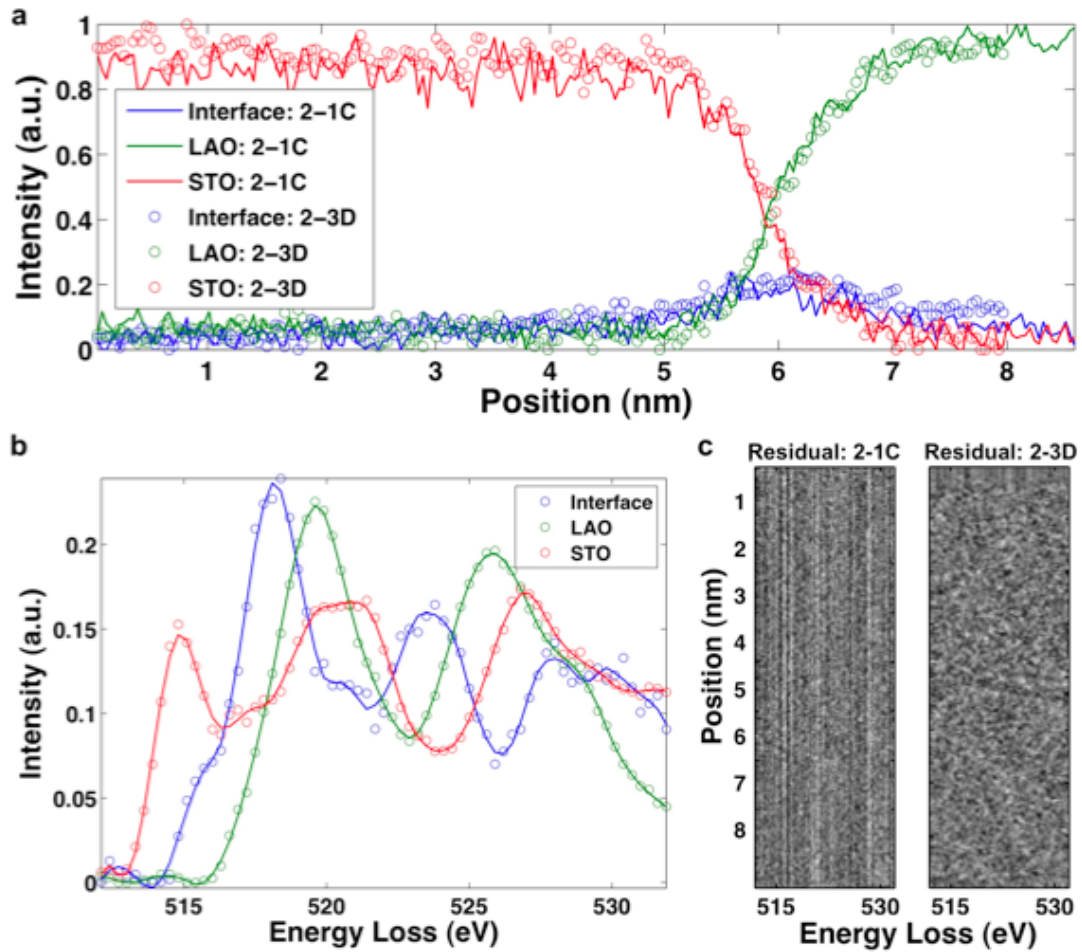 a
Intensity (a.u.)
1
0.8
0.6
0.4
0.2
0
Interface: 2-1C
LAO: 2-1C
STO: 2-1C
Interface: 2-3D
LAO: 2-3D
STO: 2-3D
1 2 3 4 5 6 7 8
Position (nm)
b
Intensity (a.u.)
0.2
0.15
0.1
0.05
0
Interface
LAO
STO
515 520 525 530
Energy Loss (eV)
c
Residual: 2-1C Residual: 2-3D
Position (nm)
1
2
3
4
5
6
7
8
515 530 515 530
Energy Loss (eV)